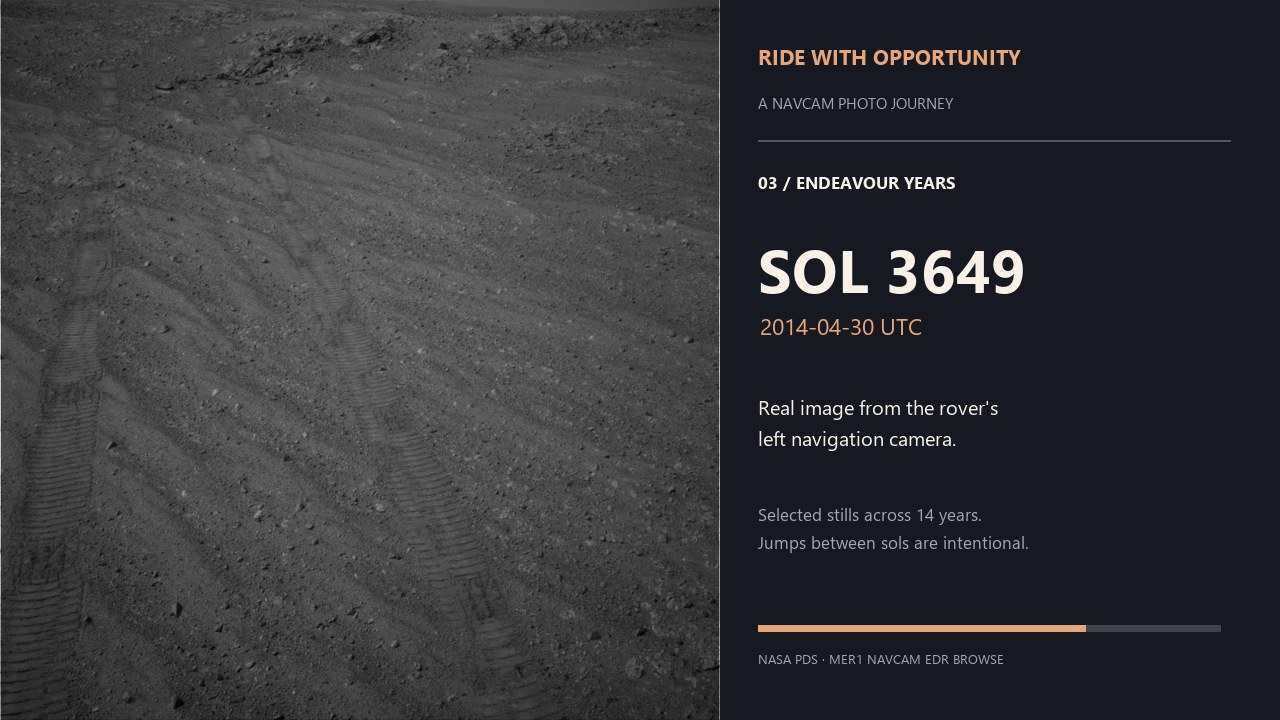 RIDE WITH OPPORTUNITY
A NAVCAM PHOTO JOURNEY
03 / ENDEAVOUR YEARS
SOL 3649
2014-04-30 UTC
Real image from the rover's
left navigation camera.
Selected stills across 14 years.
Jumps between sols are intentional.
NASA PDS · MER1 NAVCAM EDR BROWSE